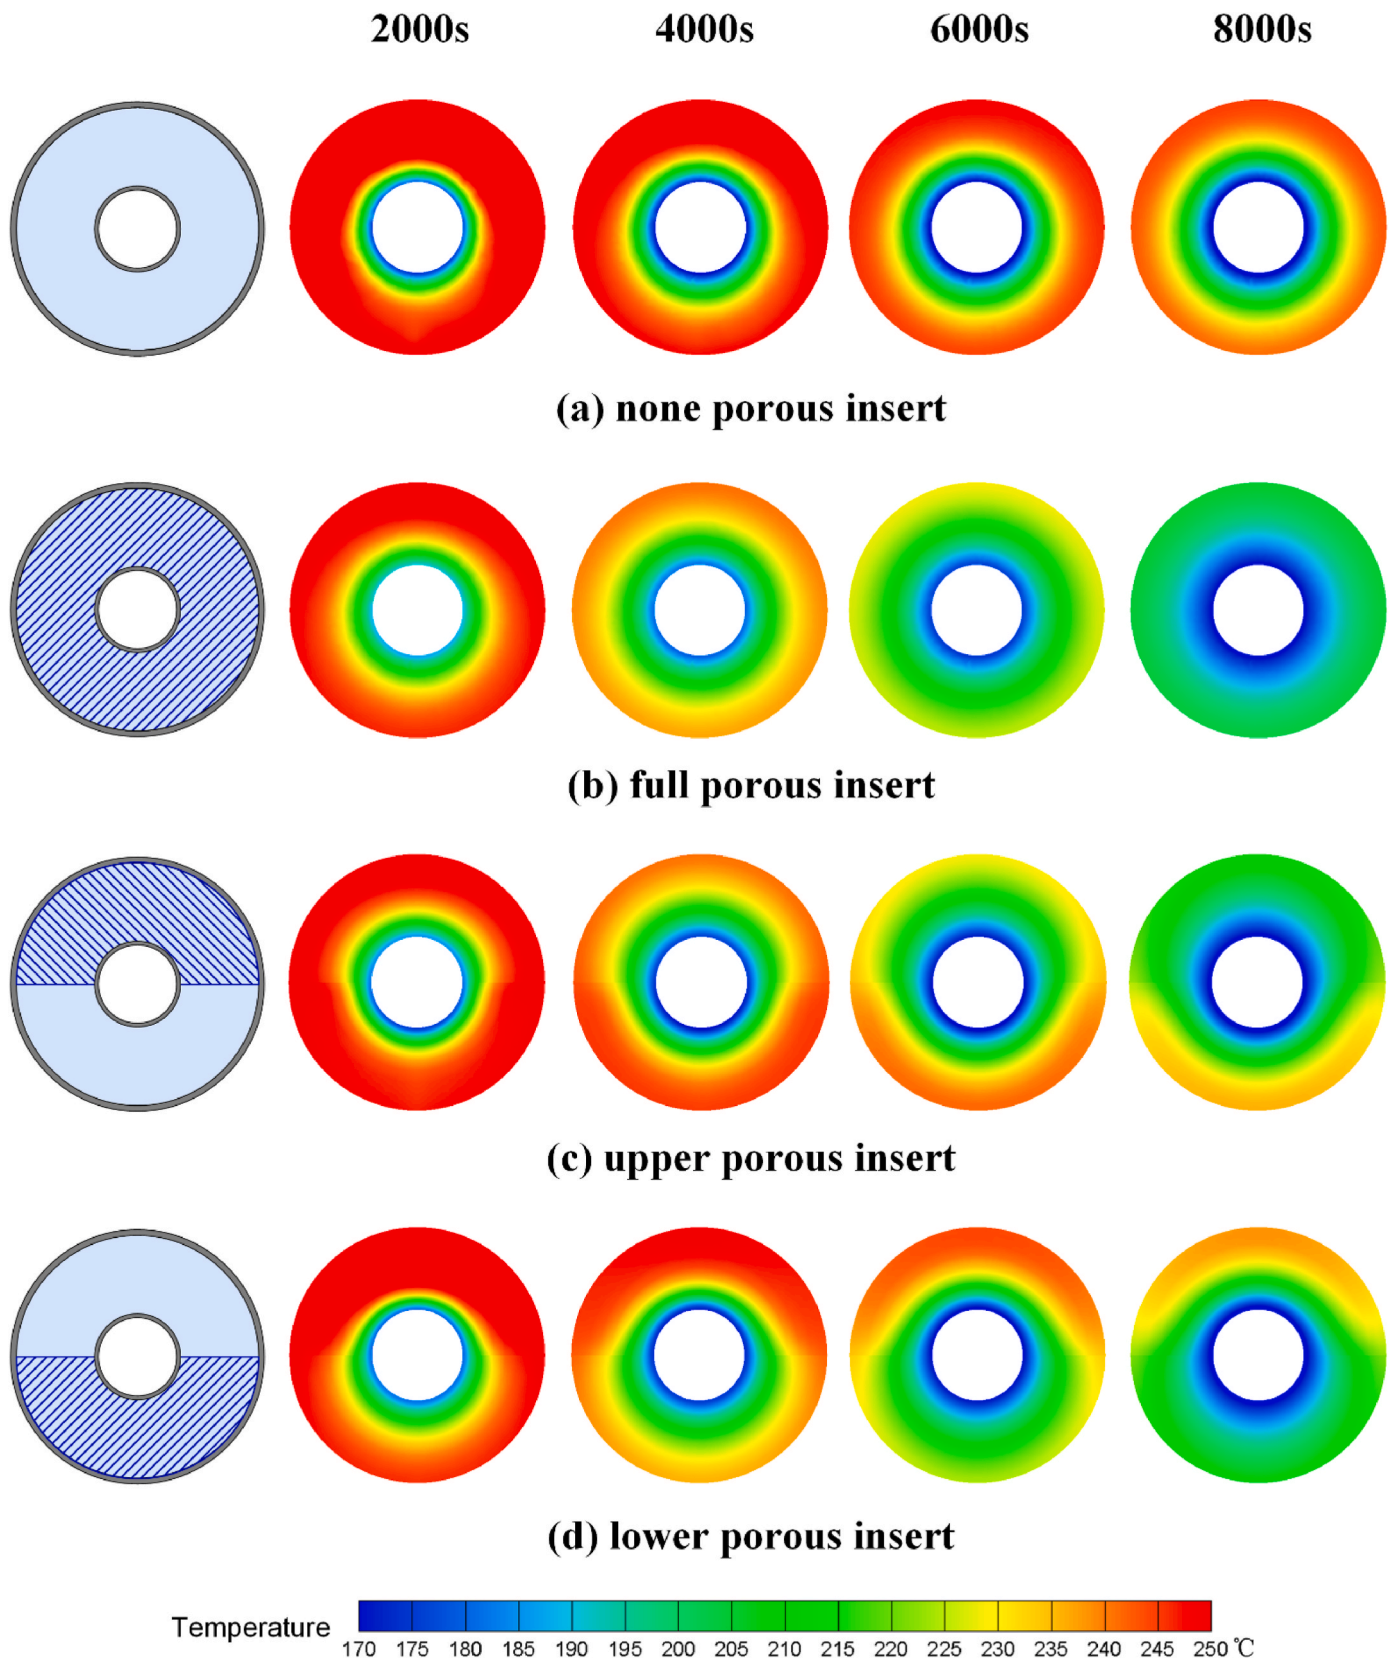 2000s 4000s 6000s 8000s
(a) none porous insert
(b) full porous insert
(c) upper porous insert
(d) lower porous insert
Temperature
170 175 180 185 190 195 200 205 210 215 220 225 230 235 240 245 250 ℃